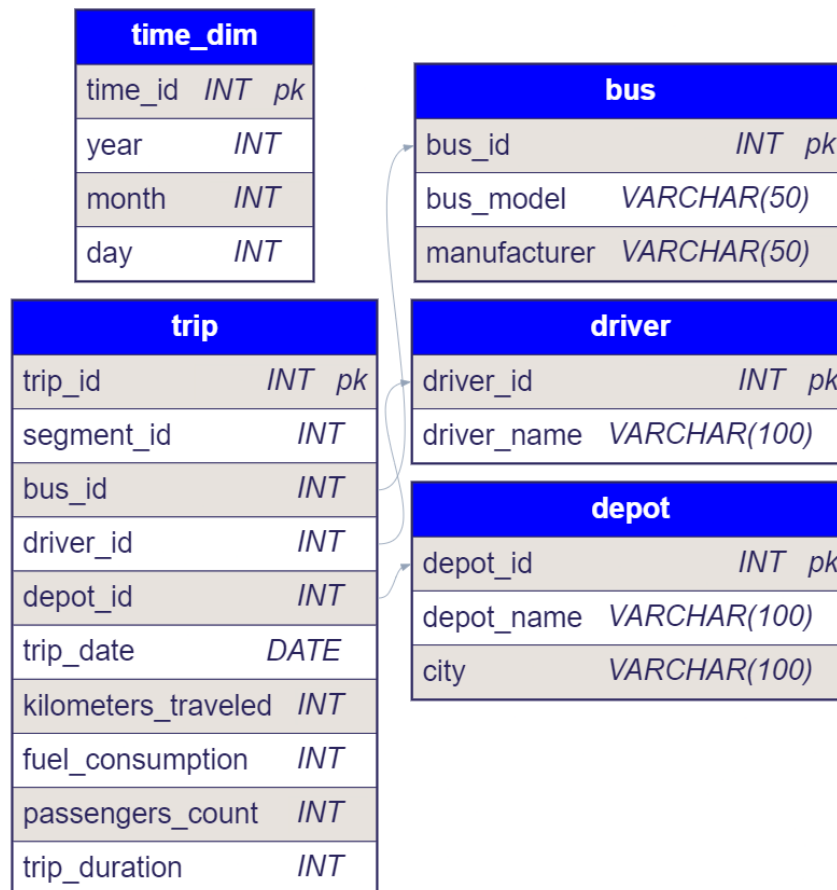 time_dim
time_id INT pk
year INT
month INT
day INT
bus
bus_id INT pk
bus_model VARCHAR(50)
manufacturer VARCHAR(50)
trip
trip_id INT pk
segment_id INT
bus_id INT
driver_id INT
depot_id INT
trip_date DATE
kilometers_traveled INT
fuel_consumption INT
passengers_count INT
trip_duration INT
driver
driver_id INT pk
driver_name VARCHAR(100)
depot
depot_id INT pk
depot_name VARCHAR(100)
city VARCHAR(100)